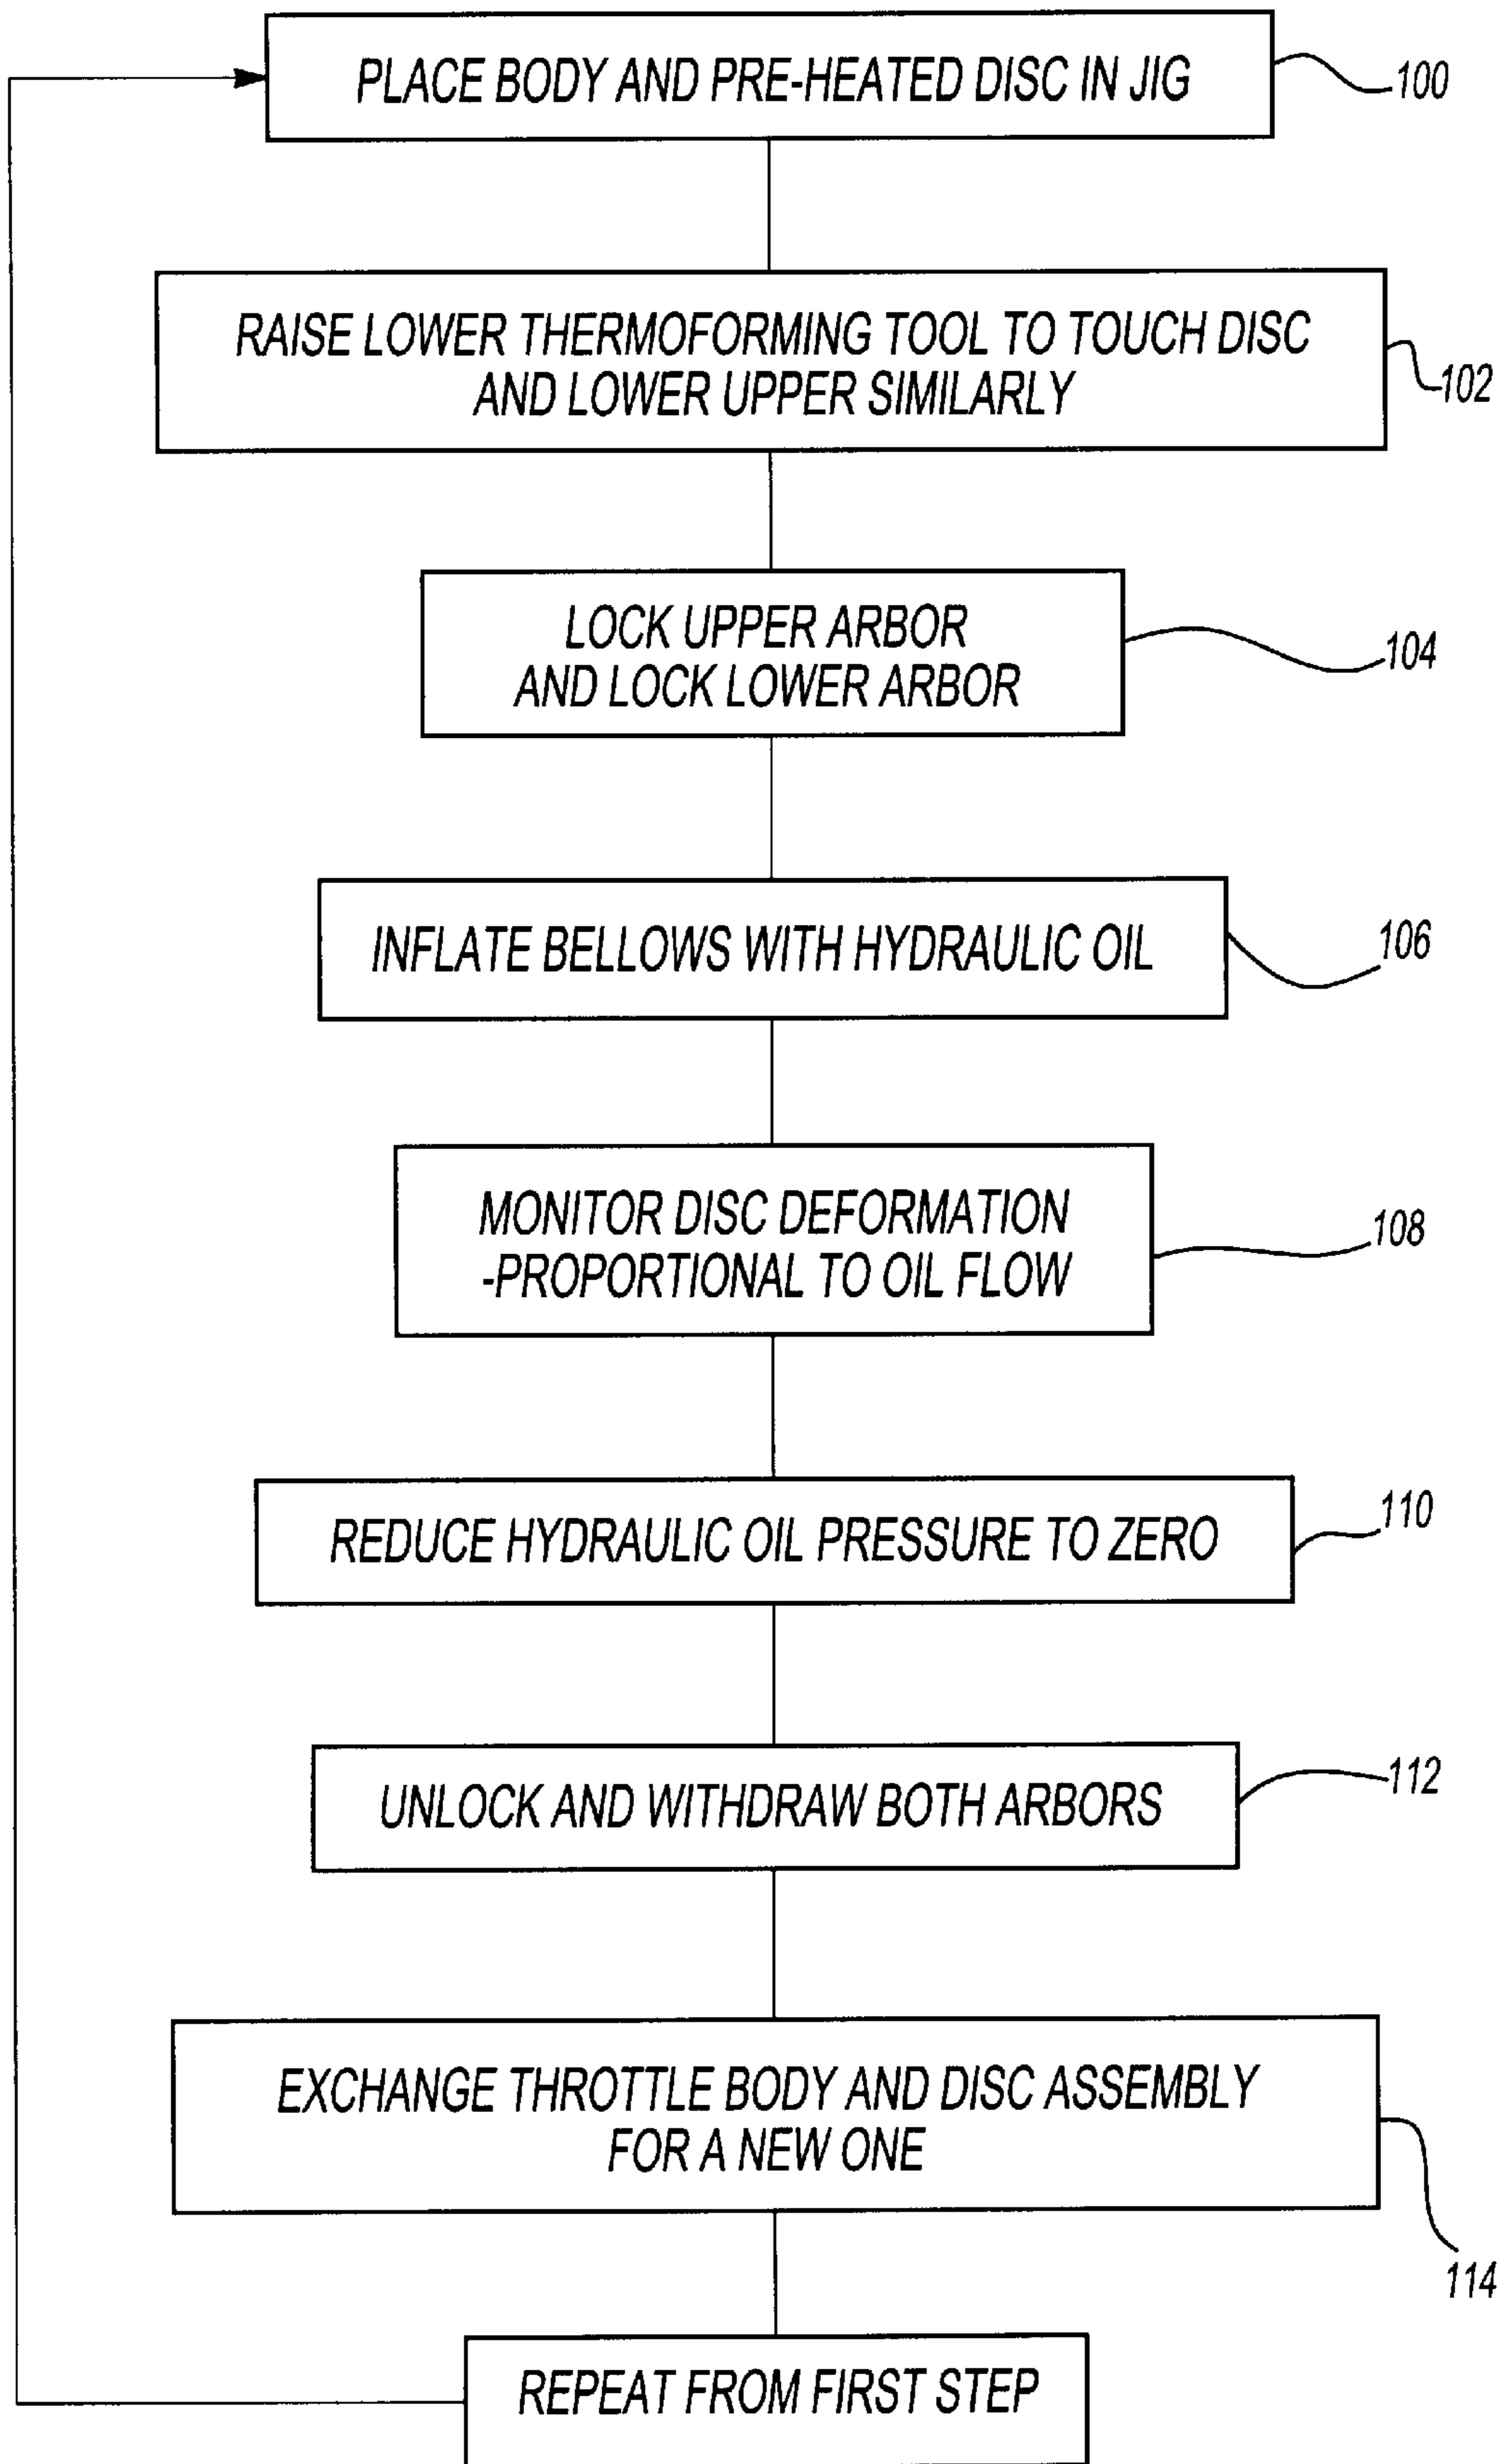 PLACE BODY AND PRE-HEATED DISC IN JIG
100
RAISE LOWER THERMOFORMING TOOL TO TOUCH DISC
AND LOWER UPPER SIMILARLY
102
LOCK UPPER ARBOR
AND LOCK LOWER ARBOR
104
INFLATE BELLOWS WITH HYDRAULIC OIL
106
MONITOR DISC DEFORMATION
-PROPORTIONAL TO OIL FLOW
108
REDUCE HYDRAULIC OIL PRESSURE TO ZERO
110
UNLOCK AND WITHDRAW BOTH ARBORS
112
EXCHANGE THROTTLE BODY AND DISC ASSEMBLY
FOR A NEW ONE
114
REPEAT FROM FIRST STEP